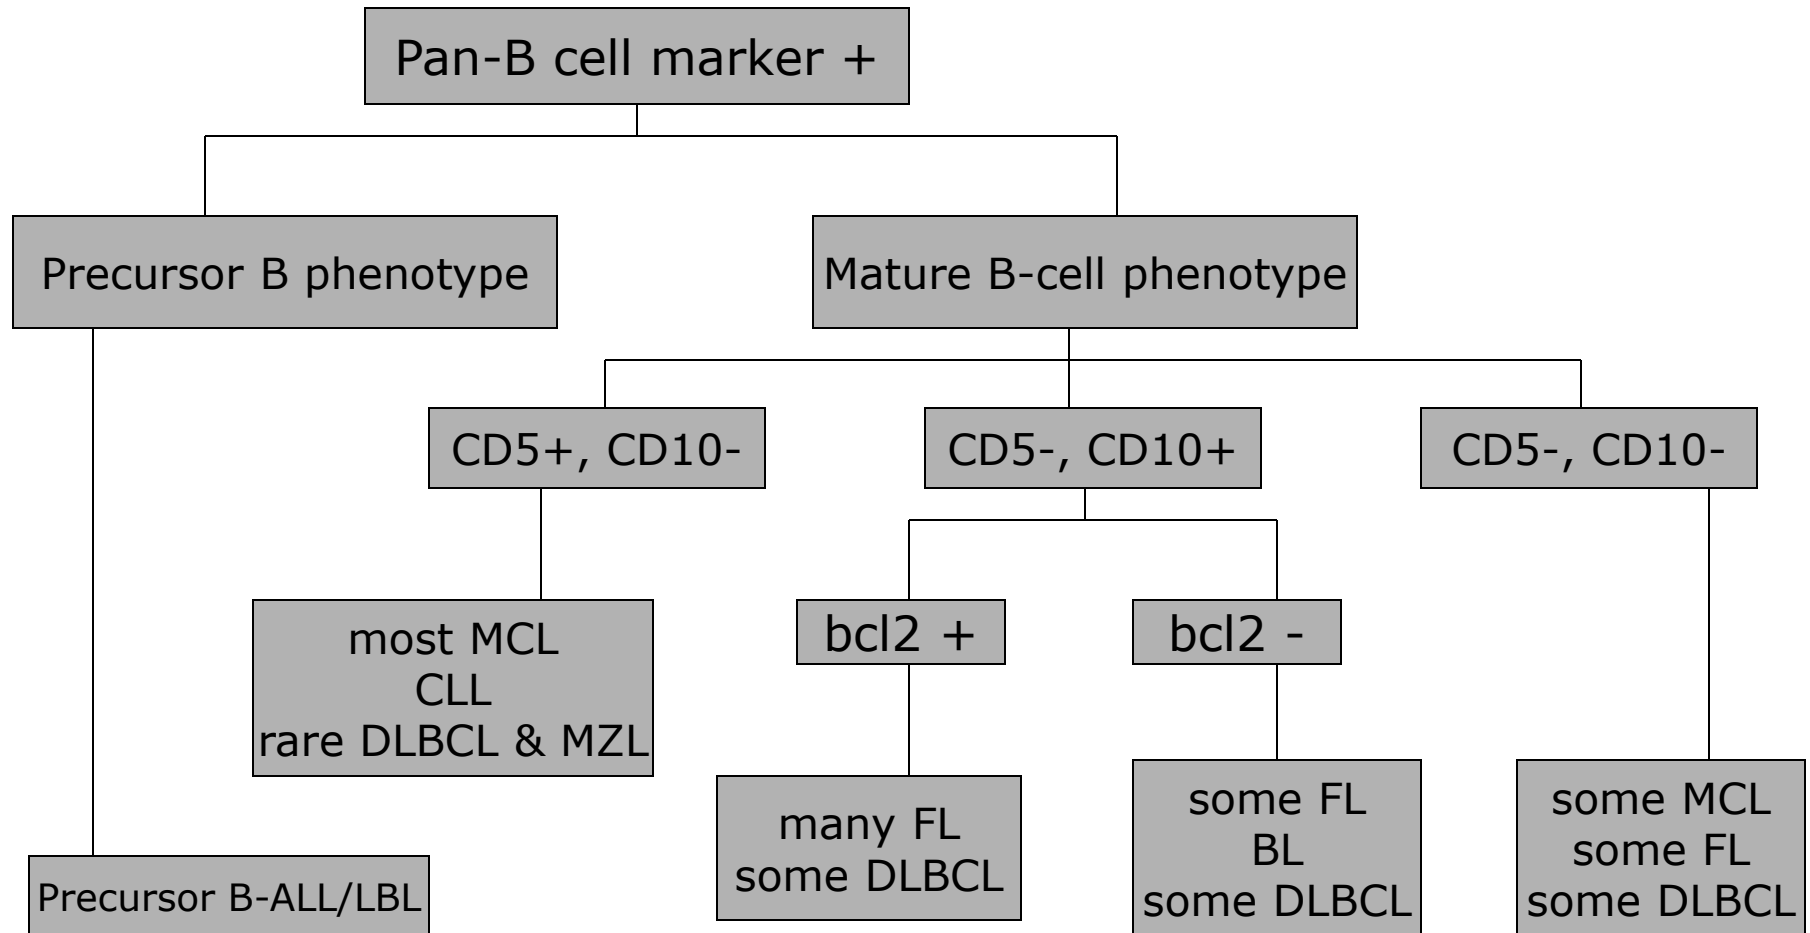 Pan-B cell marker +
Precursor B phenotype
Mature B-cell phenotype
CD5+, CD10-
CD5-, CD10+
CD5-, CD10-
most MCL
CLL
rare DLBCL & MZL
bcl2 +
bcl2 -
many FL
some DLBCL
some FL
BL
some DLBCL
some MCL
some FL
some DLBCL
Precursor B-ALL/LBL